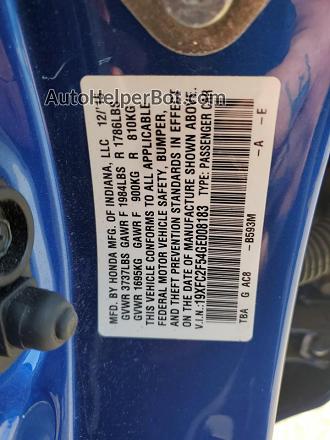 AutoHelperBot.com
MFD. BY HONDA MFG. OF INDIANA, LLC 12/15
GVWR 3737LBS GAWR F 1984LBS R 1786LBS
GVWR 1695KG GAWR F 900KG R 810KG
THIS VEHICLE CONFORMS TO ALL APPLICABLE
FEDERAL MOTOR VEHICLE SAFETY, BUMPER,
THEFT PREVENTION STANDARDS IN EFFECT
ON THE DATE OF MANUFACTURE SHOWN ABOVE.
V.I.N.:19XFC2F54GE008183 TYPE: PASSENGER CAR
TBA G AC8 -B593M -A -E